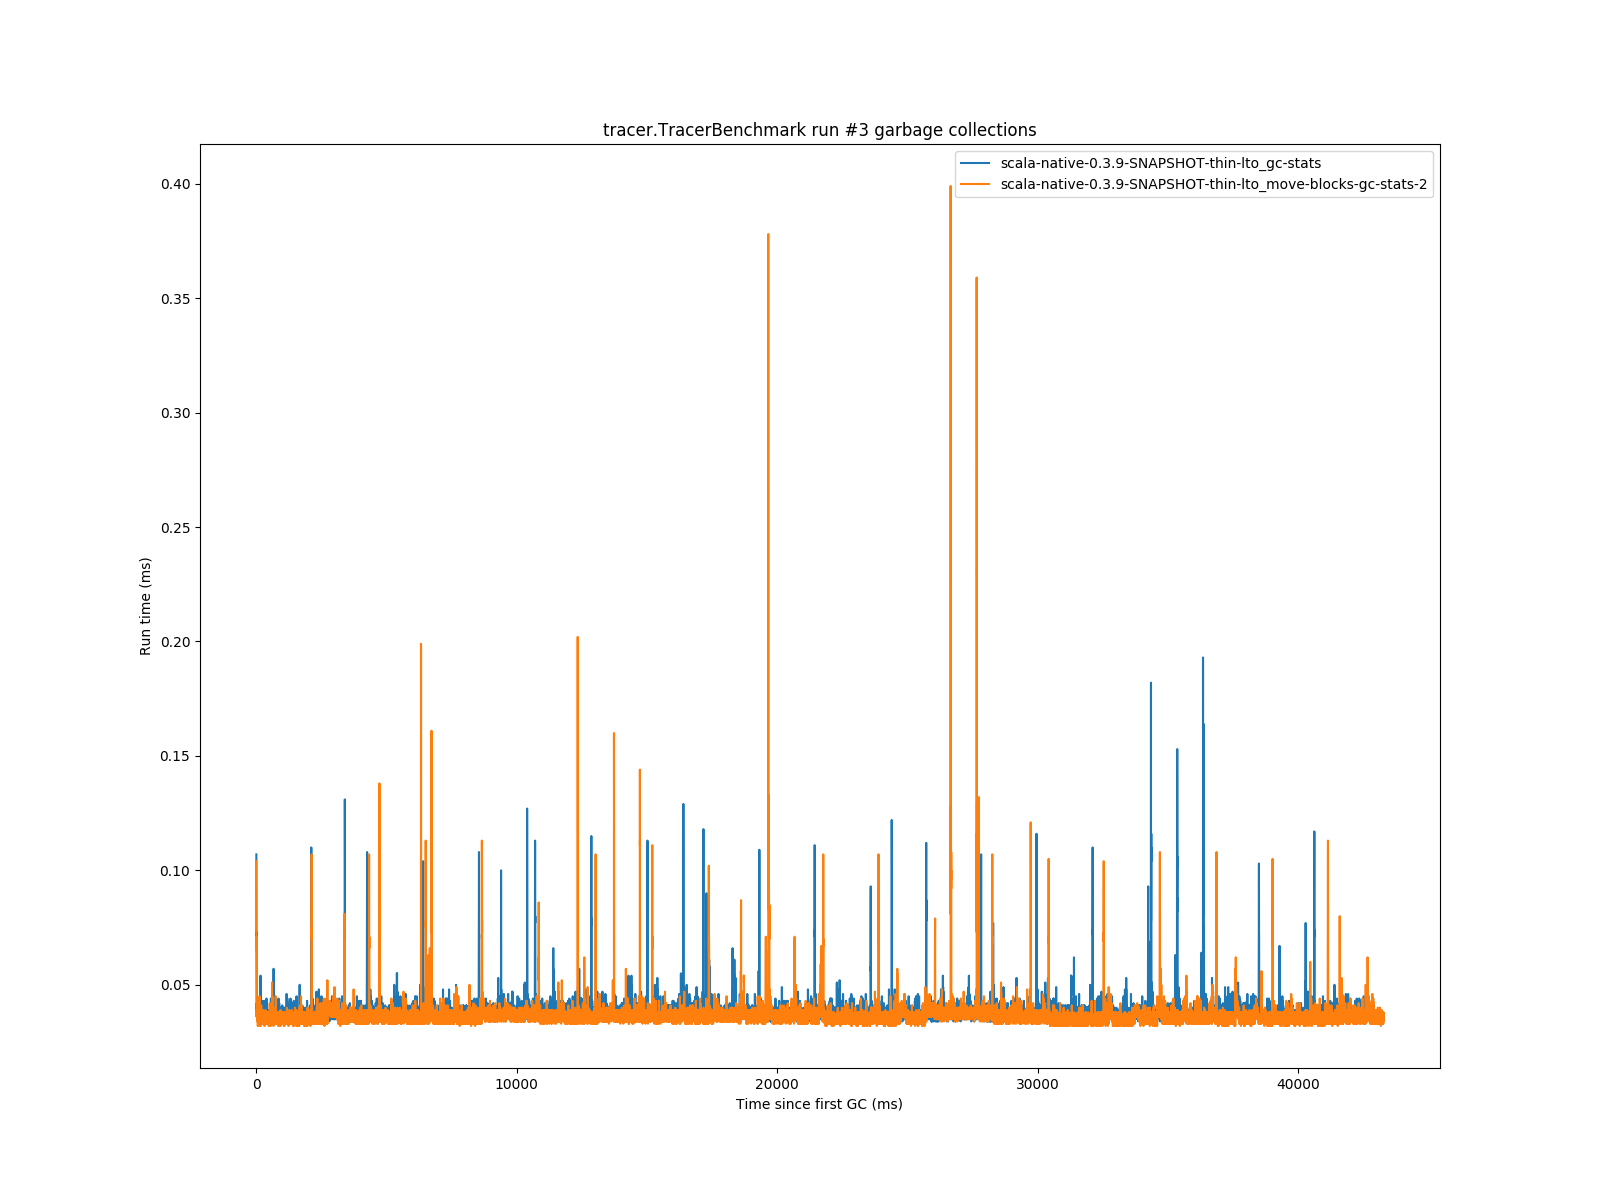 tracer.TracerBenchmark run #3 garbage collections
scala-native-0.3.9-SNAPSHOT-thin-lto_gc-stats
scala-native-0.3.9-SNAPSHOT-thin-lto_move-blocks-gc-stats-2
0.40
0.35
0.30
0.25
0.20
0.15
0.10
0.05
Run time (ms)
0 10000 20000 30000 40000
Time since first GC (ms)